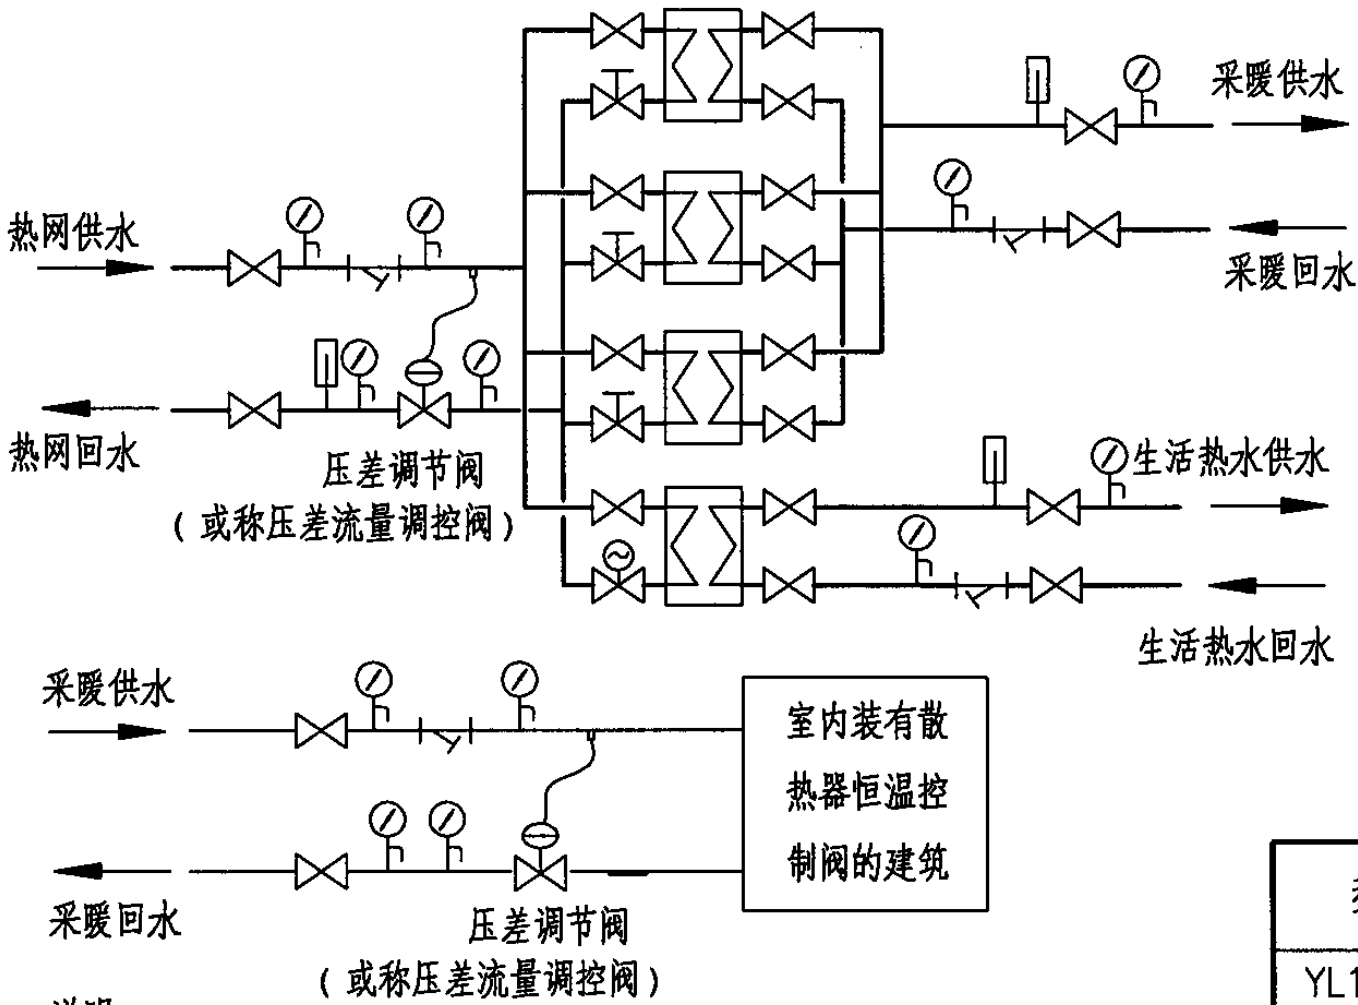 采暖供水
热网供水
采暖回水
热网回水
压差调节阀
(或称压差流量调控阀)
生活热水供水
生活热水回水
采暖供水
室内装有散
热器恒温控
制阀的建筑
采暖回水
压差调节阀
(或称压差流量调控阀)
YL1